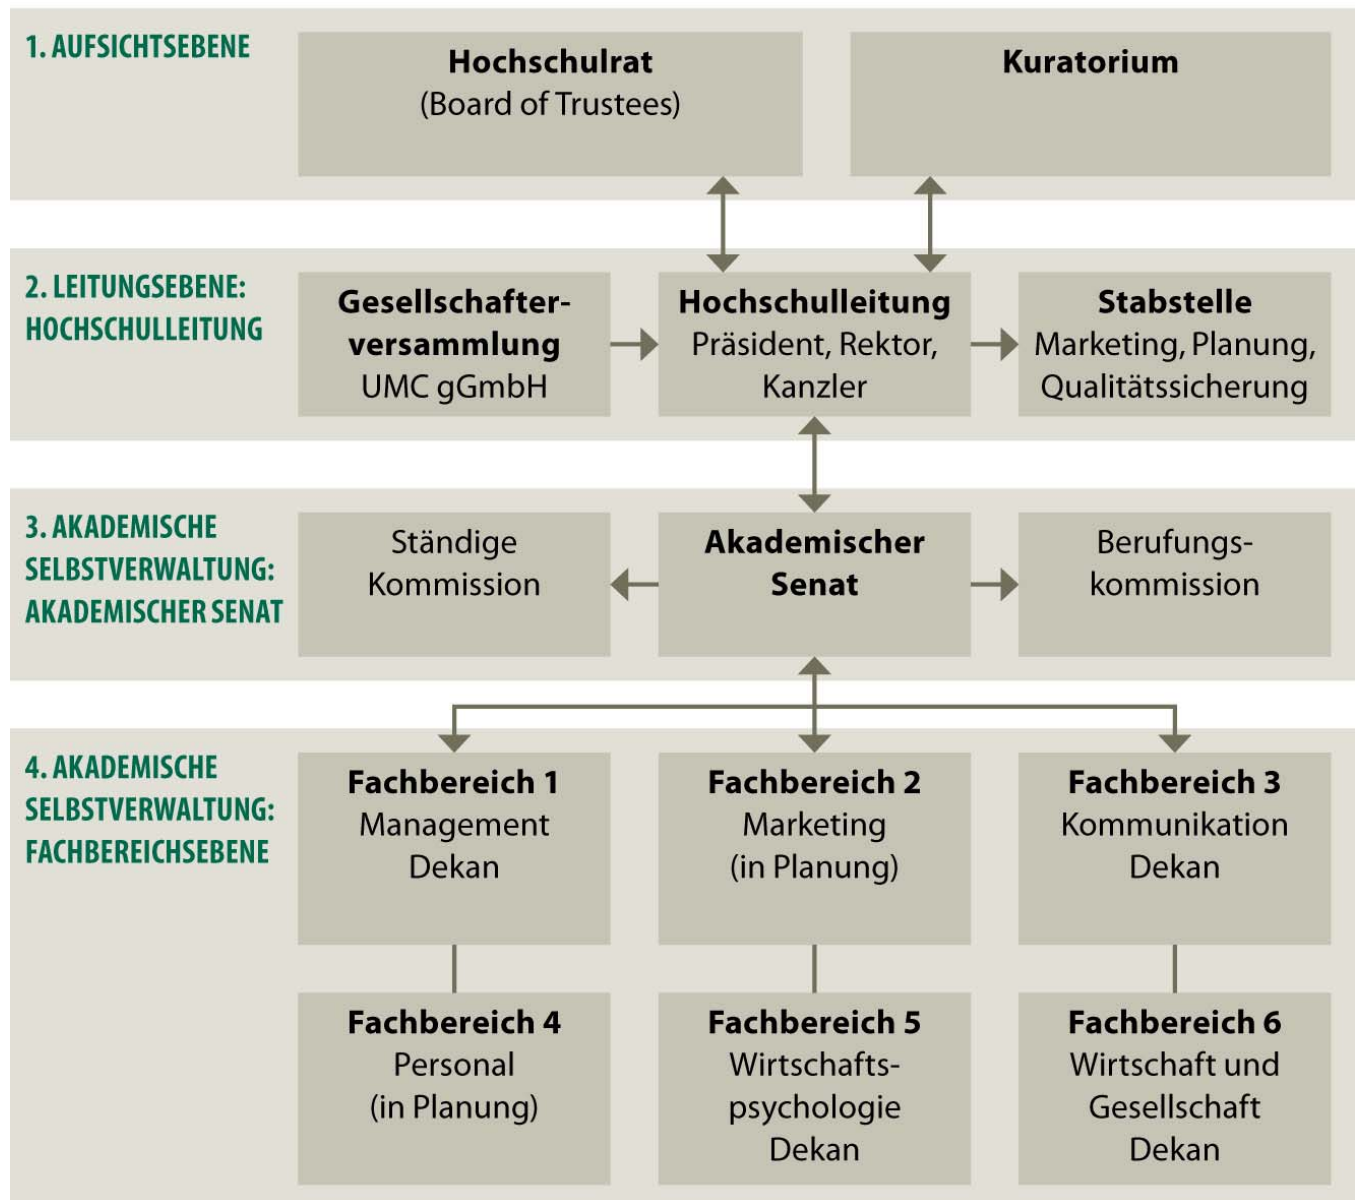 1. AUFSICHTSEBENE
Hochschulrat
(Board of Trustees)
Kuratorium
2. LEITUNGSEBENE:
HOCHSCHULLEITUNG
Gesellschafter-
versammlung
UMC gGmbH
Hochschulleitung
Präsident, Rektor,
Kanzler
Stabstelle
Marketing, Planung,
Qualitätssicherung
3. AKADEMISCHE
SELBSTVERWALTUNG:
AKADEMISCHER SENAT
Ständige
Kommission
Akademischer
Senat
Berufungs-
kommission
4. AKADEMISCHE
SELBSTVERWALTUNG:
FACHBEREICHSEBENE
Fachbereich 1
Management
Dekan
Fachbereich 2
Marketing
(in Planung)
Fachbereich 3
Kommunikation
Dekan
Fachbereich 4
Personal
(in Planung)
Fachbereich 5
Wirtschafts-
psychologie
Dekan
Fachbereich 6
Wirtschaft und
Gesellschaft
Dekan